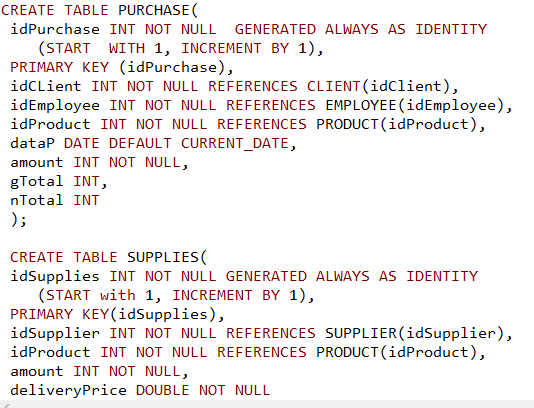 CREATE TABLE PURCHASE(
idPurchase INT NOT NULL  GENERATED ALWAYS AS IDENTITY
(START  WITH 1, INCREMENT BY 1),
PRIMARY KEY (idPurchase),
idCLient INT NOT NULL REFERENCES CLIENT(idClient),
idEmployee INT NOT NULL REFERENCES EMPLOYEE(idEmployee),
idProduct INT NOT NULL REFERENCES PRODUCT(idProduct),
dataP DATE DEFAULT CURRENT_DATE,
amount INT NOT NULL,
gTotal INT,
nTotal INT
);
CREATE TABLE SUPPLIES(
idSupplies INT NOT NULL GENERATED ALWAYS AS IDENTITY
(START with 1, INCREMENT BY 1),
PRIMARY KEY(idSupplies),
idSupplier INT NOT NULL REFERENCES SUPPLIER(idSupplier),
idProduct INT NOT NULL REFERENCES PRODUCT(idProduct),
amount INT NOT NULL,
deliveryPrice DOUBLE NOT NULL